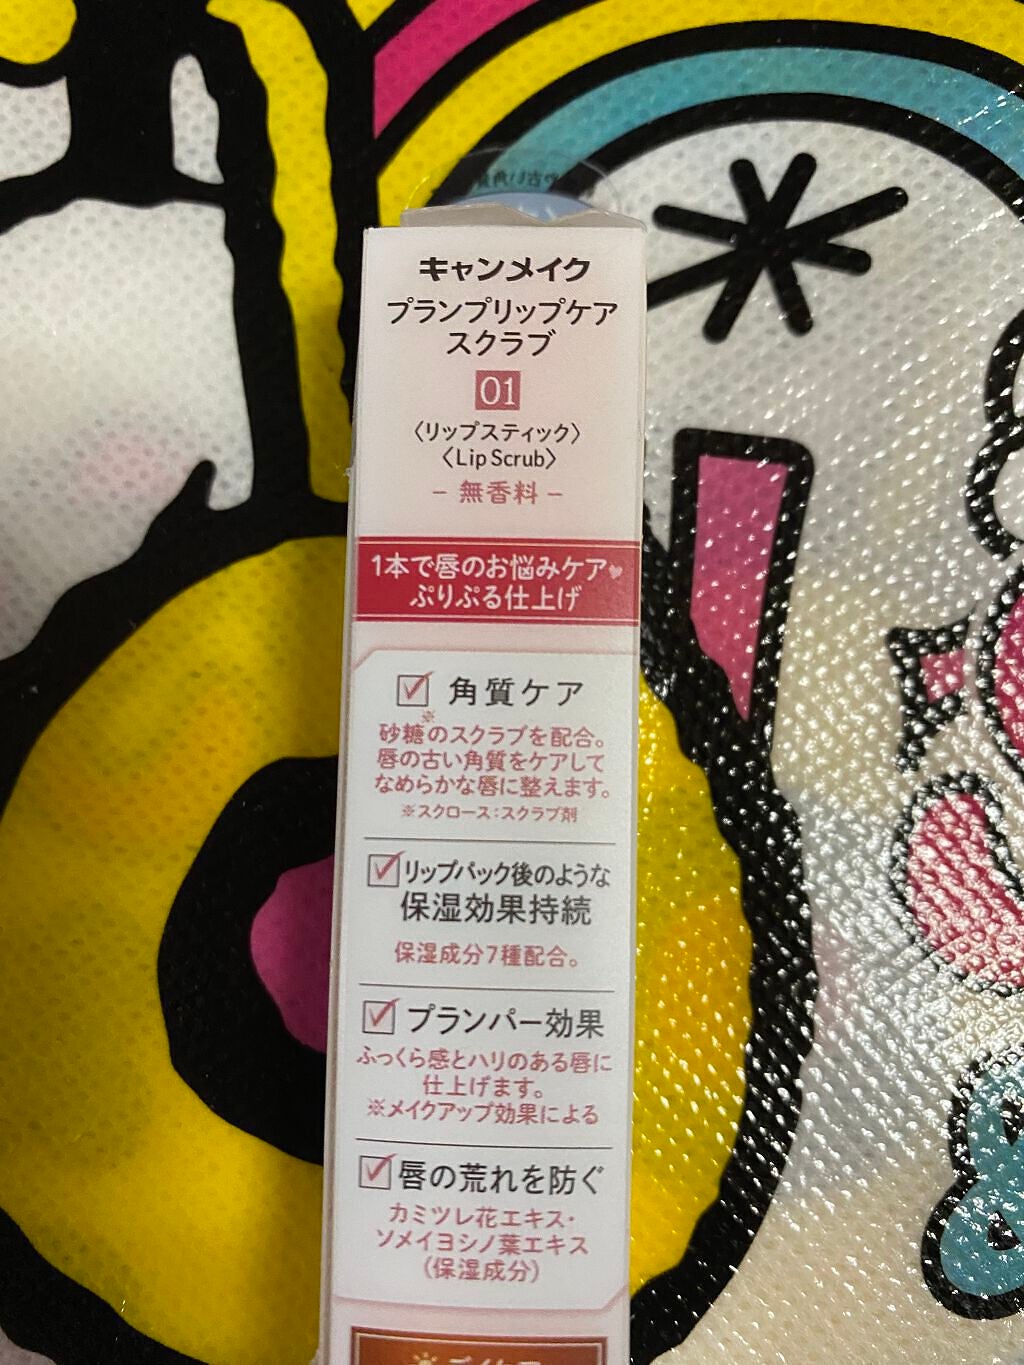 キャンメイク
プランプリップケア
スクラブ
01
〈リップスティック〉
〈Lip Scrub〉
− 無香料 −
1本で唇のお悩みケア♥
ぷりぷる仕上げ
角質ケア
砂糖※のスクラブを配合。
唇の古い角質をケアして
なめらかな唇に整えます。
※スクロース：スクラブ剤
リップパック後のような
保湿効果持続
保湿成分7種配合。
プランパー効果
ふっくら感とハリのある唇に
仕上げます。
※メイクアップ効果による
唇の荒れを防ぐ
カミツレ花エキス・
ソメイヨシノ葉エキス
（保湿成分）